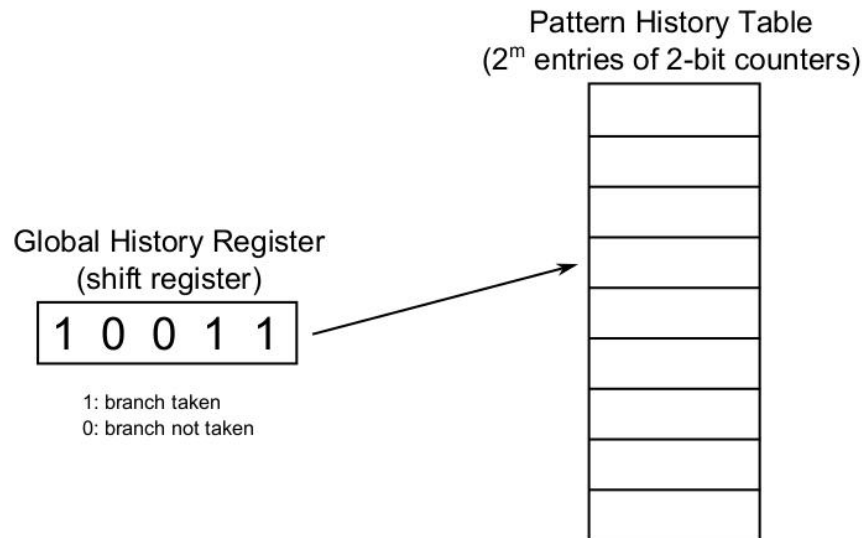 Pattern History Table
(2^m entries of 2-bit counters)
Global History Register
(shift register)
1 0 0 1 1
1: branch taken
0: branch not taken